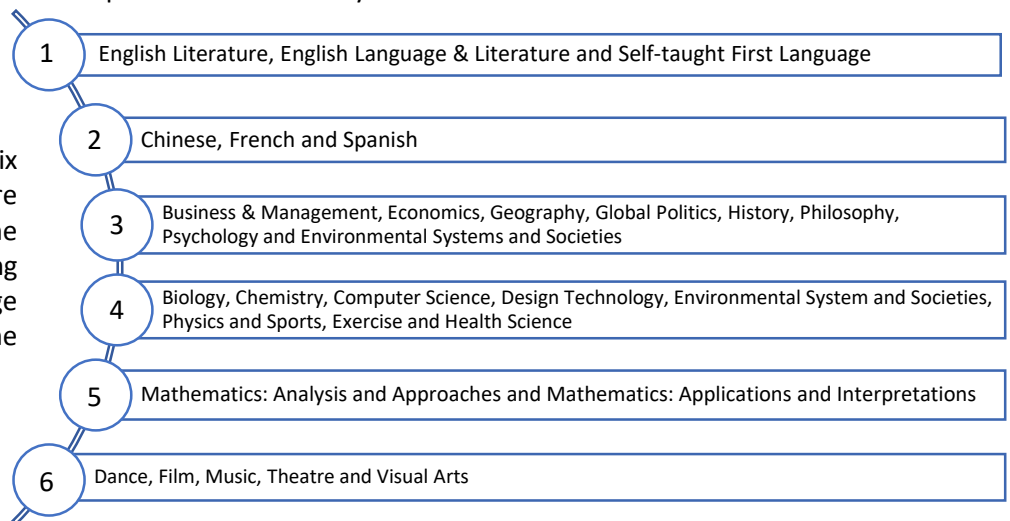 1
English Literature, English Language & Literature and Self-taught First Language
2
Chinese, French and Spanish
3
Business & Management, Economics, Geography, Global Politics, History, Philosophy,
Psychology and Environmental Systems and Societies
4
Biology, Chemistry, Computer Science, Design Technology, Environmental System and Societies,
Physics and Sports, Exercise and Health Science
5
Mathematics: Analysis and Approaches and Mathematics: Applications and Interpretations
6
Dance, Film, Music, Theatre and Visual Arts